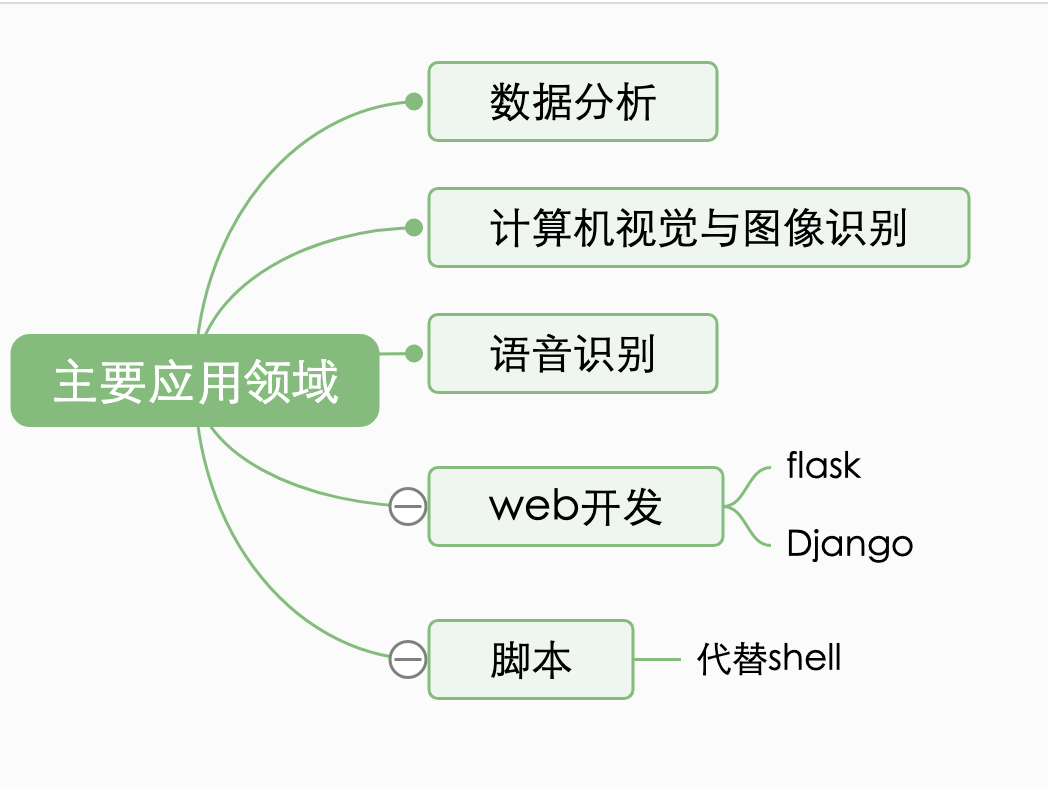 数据分析
计算机视觉与图像识别
语音识别
主要应用领域
flask
web开发
Django
脚本
代替shell